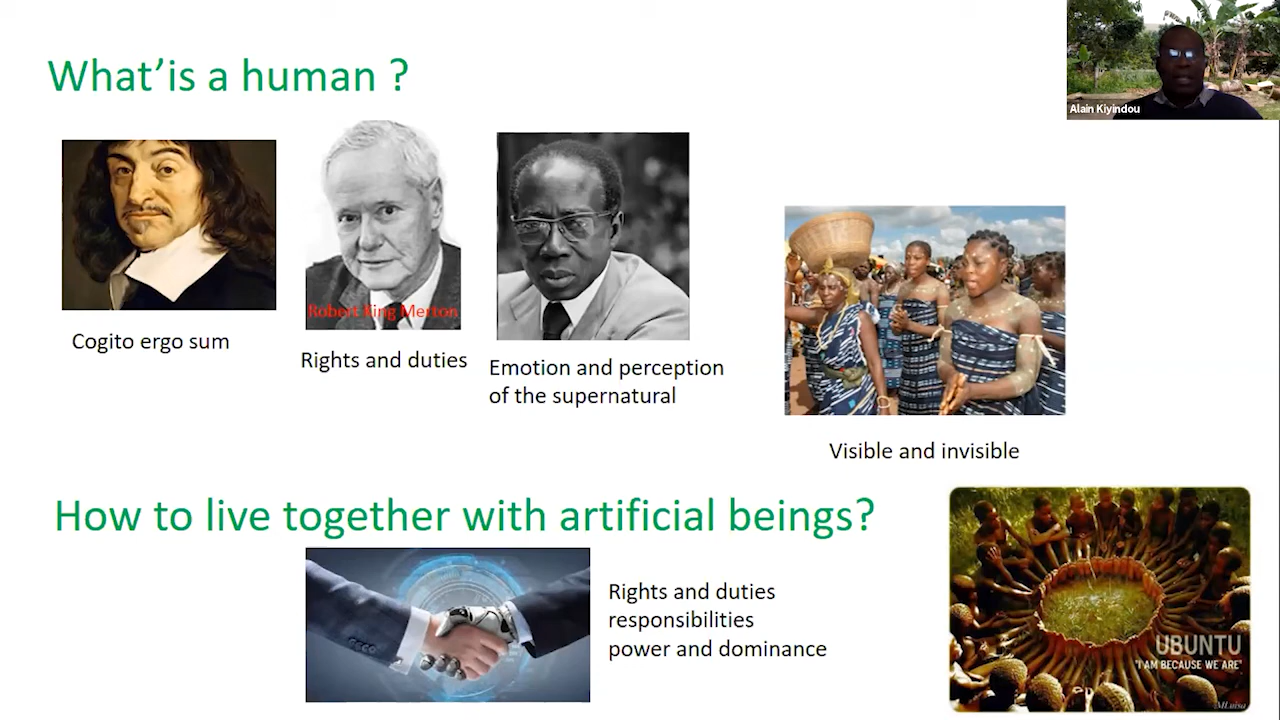 What'is a human ?
Alain Kiyindou
Robert King Merton
Cogito ergo sum
Rights and duties
Emotion and perception
of the supernatural
Visible and invisible
How to live together with artificial beings?
Rights and duties
responsibilities
power and dominance
UBUNTU
"I AM BECAUSE WE ARE"
MLuisa